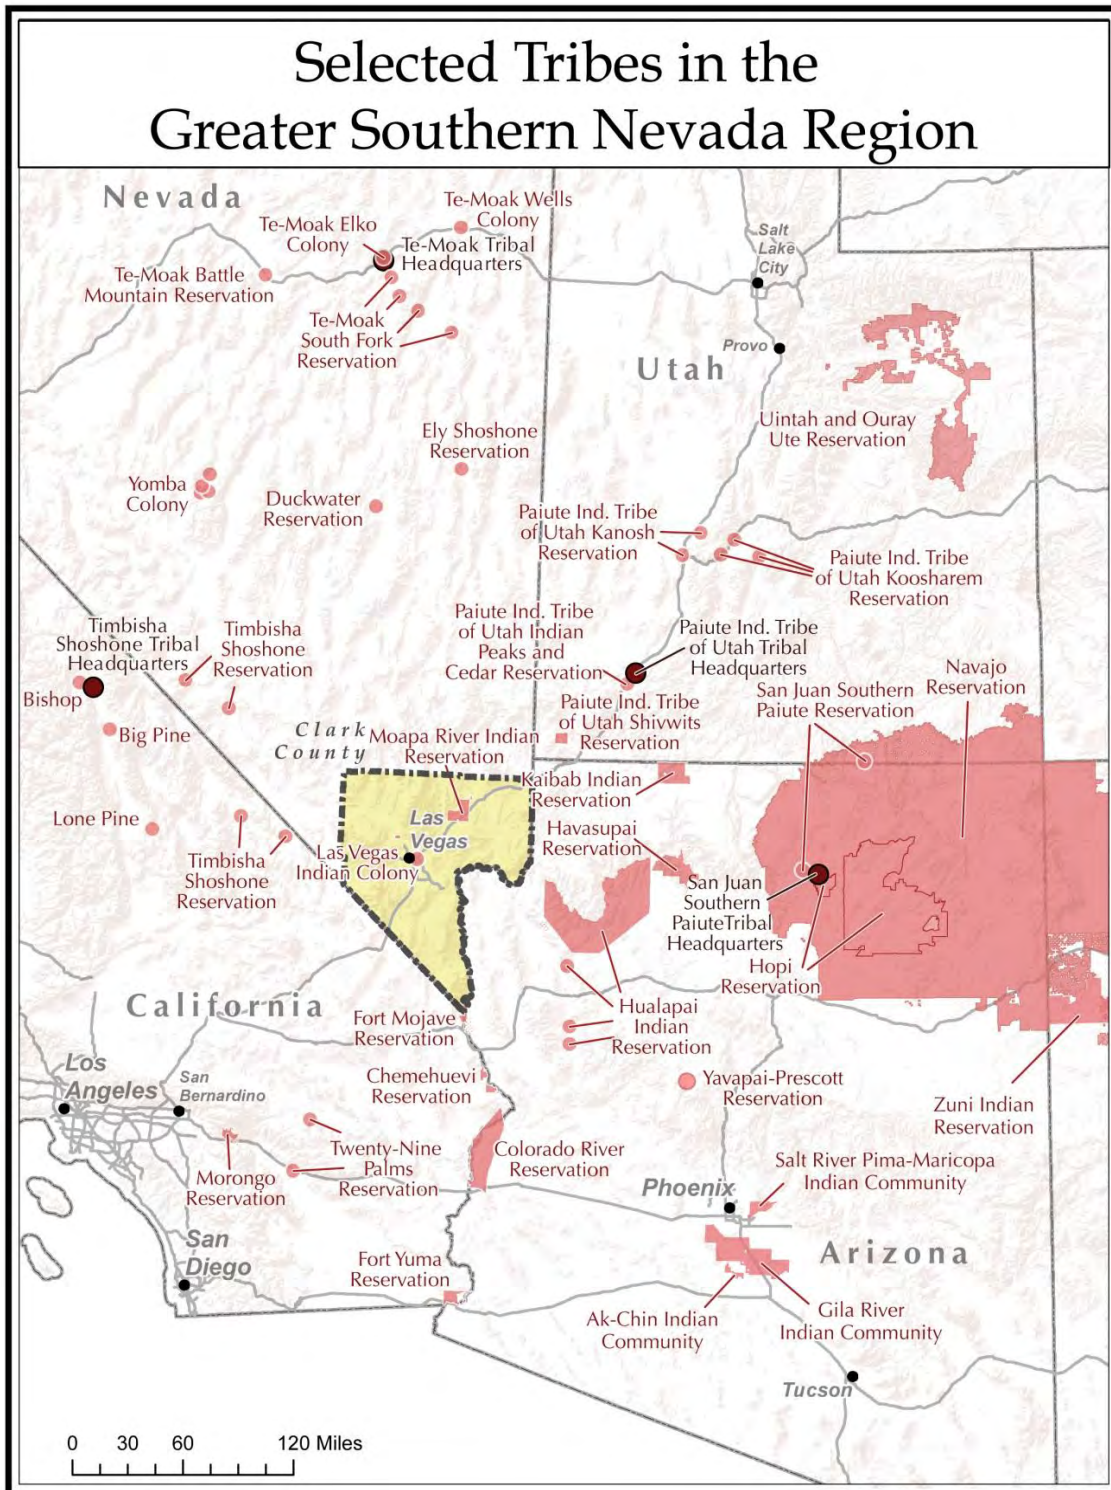 Selected Tribes in the
Greater Southern Nevada Region
Nevada
Te-Moak Wells
Colony
Te-Moak Elko
Colony
Te-Moak Tribal
Headquarters
Te-Moak Battle
Mountain Reservation
Te-Moak
South Fork
Reservation
Salt
Lake
City
Provo
Utah
Uintah and Ouray
Ute Reservation
Ely Shoshone
Reservation
Yomba
Colony
Duckwater
Reservation
Paiute Ind. Tribe
of Utah Kanosh
Reservation
Paiute Ind. Tribe
of Utah Koosharem
Reservation
Timbisha
Shoshone Tribal
Headquarters
Timbisha
Shoshone
Reservation
Paiute Ind. Tribe
of Utah Indian
Peaks and
Cedar Reservation
Paiute Ind. Tribe
of Utah Tribal
Headquarters
Navajo
Reservation
San Juan Southern
Paiute Reservation
Bishop
Big Pine
Paiute Ind. Tribe
of Utah Shivwits
Reservation
Clark
County
Moapa River Indian
Reservation
Kaibab Indian
Reservation
Lone Pine
Las
Vegas
Havasupai
Reservation
Las Vegas
Indian Colony
Timbisha
Shoshone
Reservation
San Juan
Southern
PaiuteTribal
Headquarters
Hopi
Reservation
California
Fort Mojave
Reservation
Hualapai
Indian
Reservation
Los
Angeles
San
Bernardino
Chemehuevi
Reservation
Yavapai-Prescott
Reservation
Zuni Indian
Reservation
Twenty-Nine
Palms
Reservation
Morongo
Reservation
Colorado River
Reservation
Salt River Pima-Maricopa
Indian Community
Phoenix
San
Diego
Fort Yuma
Reservation
Arizona
Ak-Chin Indian
Community
Gila River
Indian Community
Tucson
0 30 60 120 Miles